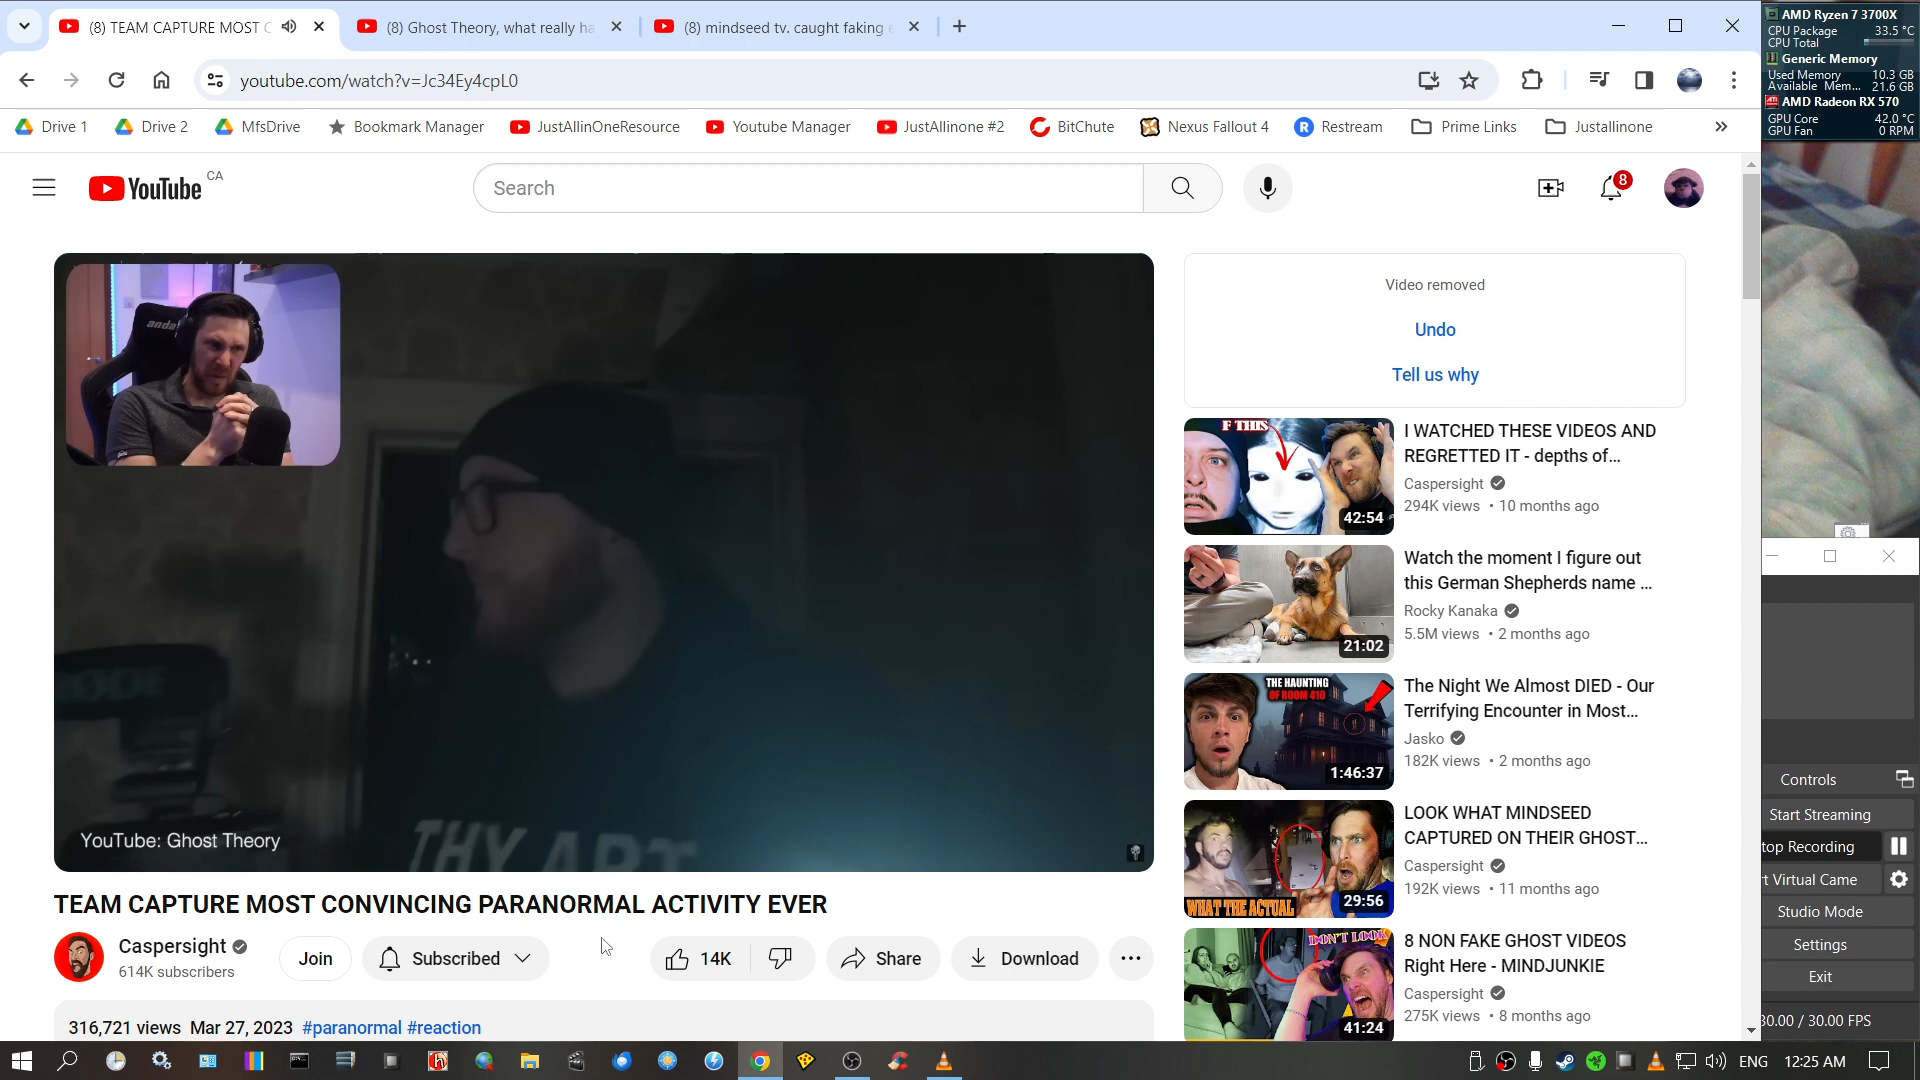 (8) TEAM CAPTURE MOST C
(8) Ghost Theory, what really ha
(8) mindseed tv. caught faking e
youtube.com/watch?v=Jc34Ey4cpL0
Drive 1
Drive 2
MfsDrive
Bookmark Manager
JustAllinOneResource
Youtube Manager
JustAllinone #2
BitChute
Nexus Fallout 4
Restream
Prime Links
Justallinone
YouTube CA
Search
8
anda
YouTube: Ghost Theory
THY ART
TEAM CAPTURE MOST CONVINCING PARANORMAL ACTIVITY EVER
Caspersight
614K subscribers
Join
Subscribed
14K
Share
Download
316,721 views Mar 27, 2023 #paranormal #reaction
Video removed
Undo
Tell us why
F THIS
42:54
I WATCHED THESE VIDEOS AND
REGRETTED IT - depths of...
Caspersight
294K views • 10 months ago
21:02
Watch the moment I figure out
this German Shepherds name ...
Rocky Kanaka
5.5M views • 2 months ago
THE HAUNTING
OF ROOM 410
1:46:37
The Night We Almost DIED - Our
Terrifying Encounter in Most...
Jasko
182K views • 2 months ago
WHAT THE ACTUAL
29:56
LOOK WHAT MINDSEED
CAPTURED ON THEIR GHOST...
Caspersight
192K views • 11 months ago
DON'T LOOK
41:24
8 NON FAKE GHOST VIDEOS
Right Here - MINDJUNKIE
Caspersight
275K views • 8 months ago
AMD Ryzen 7 3700X
CPU Package 33.5 °C
CPU Total
Generic Memory
Used Memory 10.3 GB
Available Mem... 21.6 GB
AMD Radeon RX 570
GPU Core 42.0 °C
GPU Fan 0 RPM
Controls
Start Streaming
top Recording
t Virtual Came
Studio Mode
Settings
Exit
30.00 / 30.00 FPS
ENG
12:25 AM